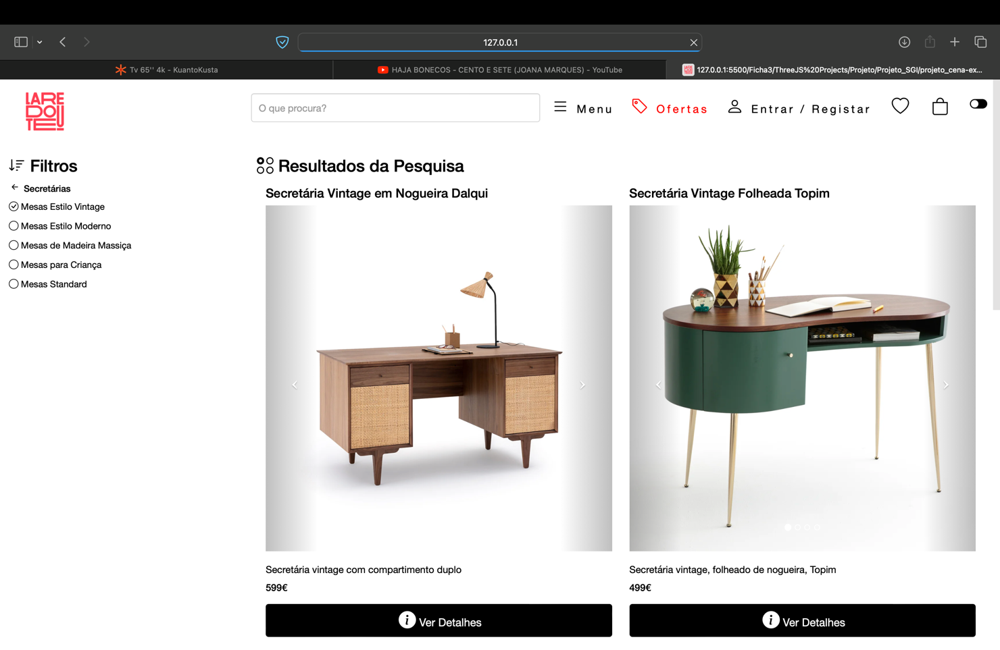 127.0.0.1
Tv 65'' 4k - KuantoKusta
HAJA BONECOS - CENTO E SETE (JOANA MARQUES) - YouTube
127.0.0.1:5500/Ficha3/ThreeJS%20Projects/Projeto/Projeto_SGI/projeto_cena-ex...
LARE
DOU
TE
O que procura?
Menu
Ofertas
Entrar / Registar
Filtros
Secretárias
Mesas Estilo Vintage
Mesas Estilo Moderno
Mesas de Madeira Massiça
Mesas para Criança
Mesas Standard
Resultados da Pesquisa
Secretária Vintage em Nogueira Dalqui
Secretária vintage com compartimento duplo
599€
Ver Detalhes
Secretária Vintage Folheada Topim
Secretária vintage, folheado de nogueira, Topim
499€
Ver Detalhes